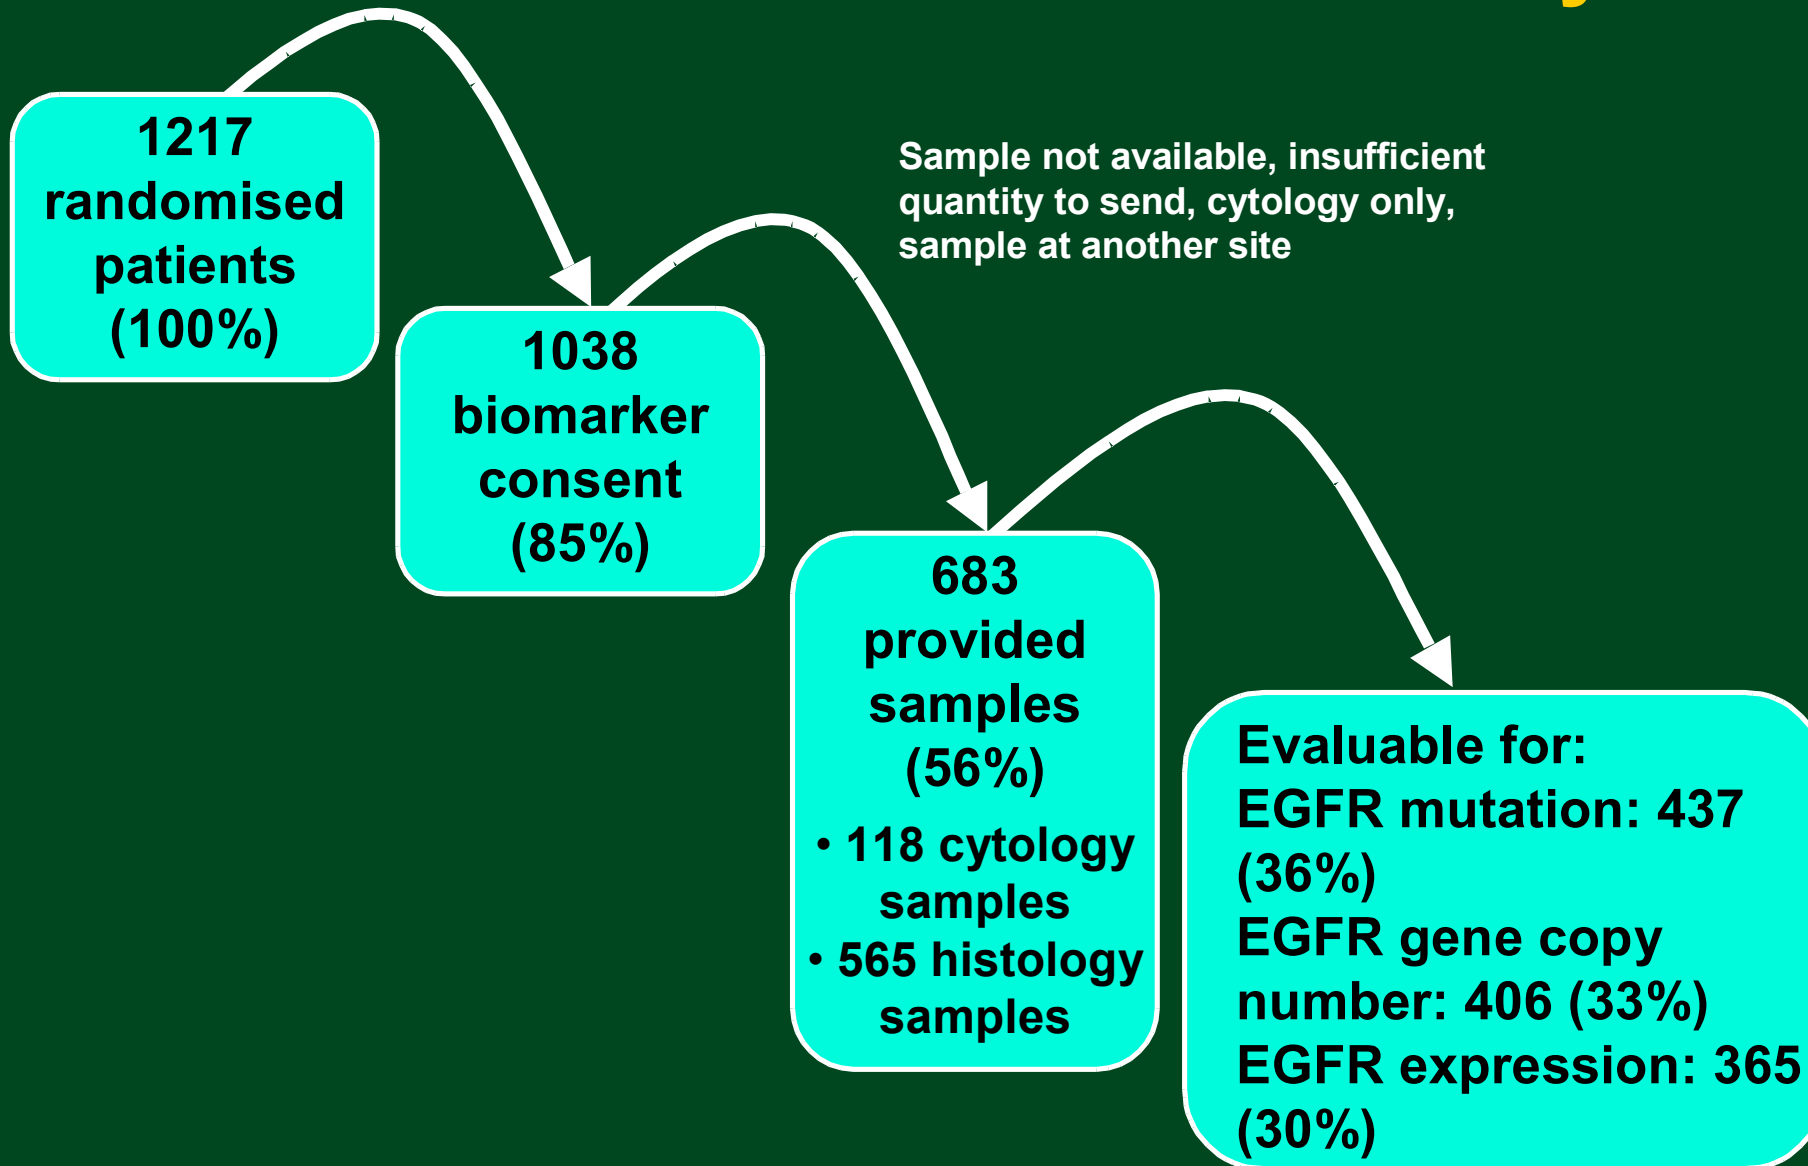 1217
randomised
patients
(100%)
Sample not available, insufficient
quantity to send, cytology only,
sample at another site
1038
biomarker
consent
(85%)
683
provided
samples
(56%)
• 118 cytology
samples
• 565 histology
samples
Evaluable for:
EGFR mutation: 437
(36%)
EGFR gene copy
number: 406 (33%)
EGFR expression: 365
(30%)